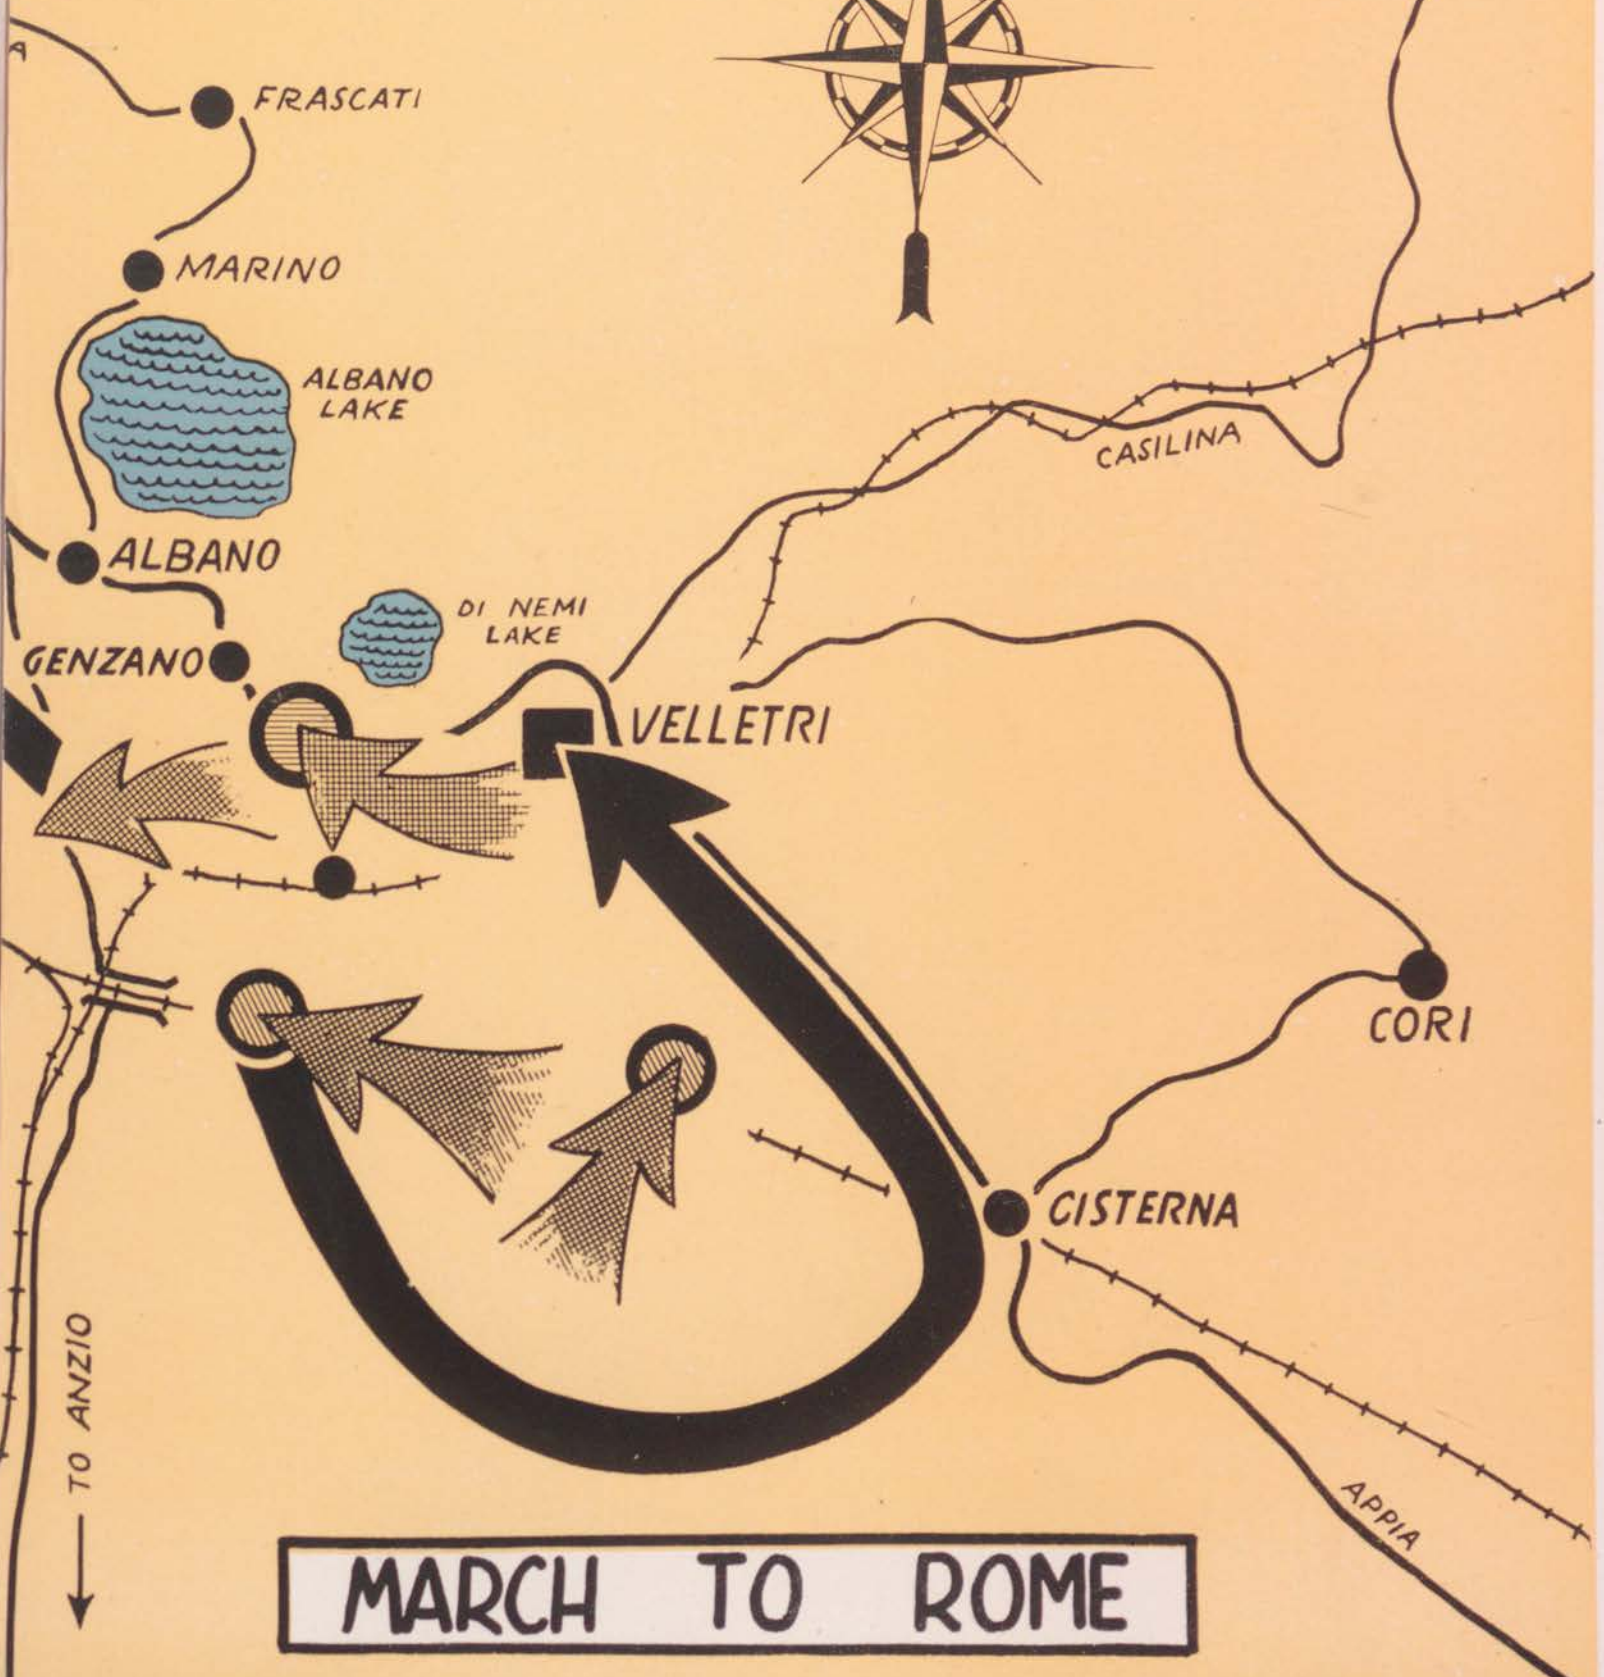 A
FRASCATI
MARINO
ALBANO
LAKE
ALBANO
DI NEMI
LAKE
GENZANO
VELLETRI
CASILINA
CORI
CISTERNA
TO ANZIO
APPIA
MARCH TO ROME